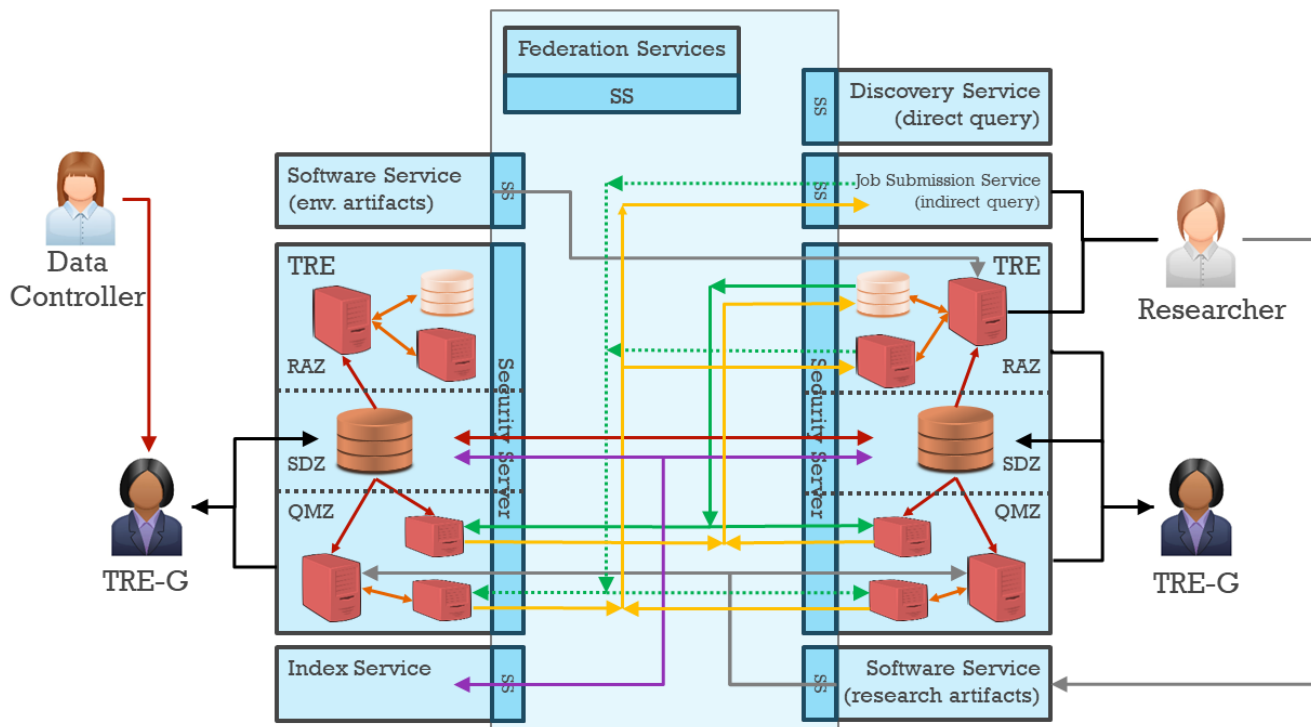 Federation Services
SS
SS
Discovery Service
(direct query)
Software Service
(env. artifacts)
SS
SS
Job Submission Service
(indirect query)
Data
Controller
Researcher
TRE
RAZ
SDZ
QMZ
Security Server
Security Server
TRE
RAZ
SDZ
QMZ
TRE-G
TRE-G
Index Service
SS
SS
Software Service
(research artifacts)